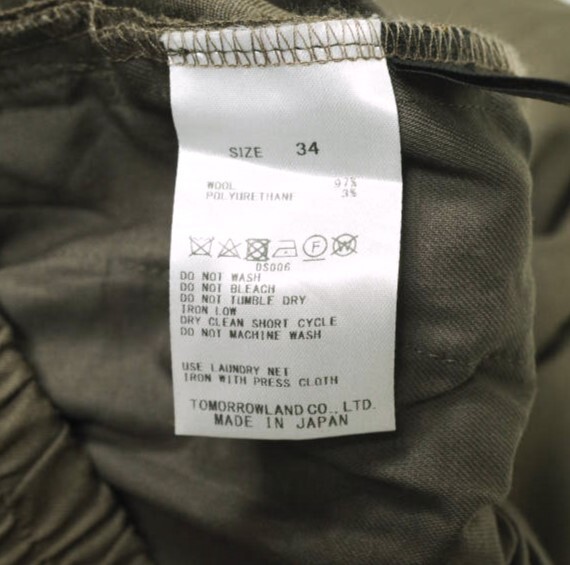 SIZE 34
WOOL 97%
POLYURETHANE 3%
F W
DS006
DO NOT WASH
DO NOT BLEACH
DO NOT TUMBLE DRY
IRON LOW
DRY CLEAN SHORT CYCLE
DO NOT MACHINE WASH
USE LAUNDRY NET
IRON WITH PRESS CLOTH
TOMORROWLAND CO., LTD.
MADE IN JAPAN